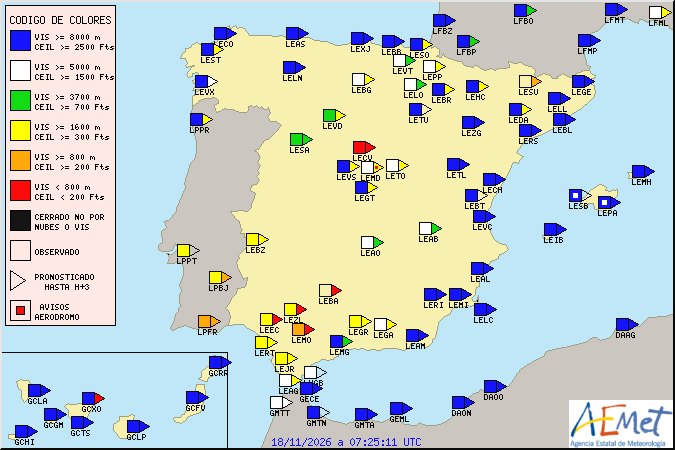 CODIGO DE COLORES
VIS >= 8000 m
CEIL >= 2500 Fts
VIS >= 5000 m
CEIL >= 1500 Fts
VIS >= 3700 m
CEIL >= 700 Fts
VIS >= 1600 m
CEIL >= 300 Fts
VIS >= 800 m
CEIL >= 200 Fts
VIS < 800 m
CEIL < 200 Fts
CERRADO NO POR
NUBES O VIS
OBSERVADO
PRONOSTICADO
HASTA H+3
AVISOS
AERODROMO
LFBO
LFMT
LFML
LFBZ
LECO
LEAS
LEXJ
LEBB
LESO
LFBP
LFMP
LEST
LEVT
LEPP
LELN
LEVX
LEBG
LELO
LEBR
LEHC
LESU
LEGE
LELL
LPPR
LEVD
LETU
LEDA
LEBL
LEZG
LERS
LESA
LECV
LEVS
LEMD
LETO
LETL
LEMH
LEGT
LECH
LEBT
LESB
LEPA
LEVC
LEIB
LEBZ
LEAO
LEAB
LPPT
LPBJ
LEAL
LEBA
LERI
LEMI
LEZL
LELC
LPFR
LEEC
LEMO
LEGR
LEGA
DAAG
LERT
LEMG
LEAM
LEJR
GCRR
LEAG
GECE
DAOO
GCLA
GCXO
GCFV
GMTT
DAON
GEML
GCGM
GMTN
GMTA
GCTS
GCLP
GCHI
18/11/2026 a 07:25:11 UTC
AEMet
Agencia Estatal de Meteorología